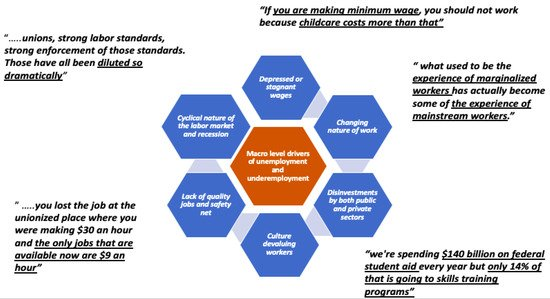 “If you are making minimum wage, you should not work
because childcare costs more than that”
“…..unions, strong labor standards,
strong enforcement of those standards.
Those have all been diluted so
dramatically”
“ what used to be the
experience of marginalized
workers has actually become
some of the experience of
mainstream workers.”
Depressed or
stagnant
wages
Cyclical nature of
the labor market
and recession
Changing
nature of work
Macro level drivers
of unemployment
and
underemployment
Lack of quality
jobs and safety
net
Disinvestments
by both public and
private
sectors
Culture
devaluing
workers
" …..you lost the job at the
unionized place where you
were making $30 an hour
and the only jobs that are
available now are $9 an
hour”
“we're spending $140 billion on federal
student aid every year but only 14% of
that is going to skills training
programs”